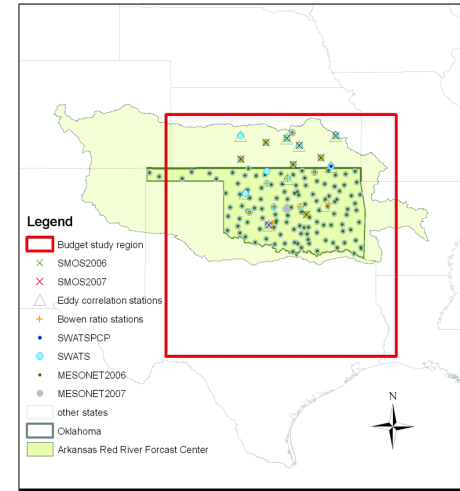 N
Legend
Budget study region
SMOS2006
SMOS2007
Eddy correlation stations
Bowen ratio stations
SWATSPCP
SWATS
MESONET2006
MESONET2007
other states
Oklahoma
Arkansas Red River Forcast Center